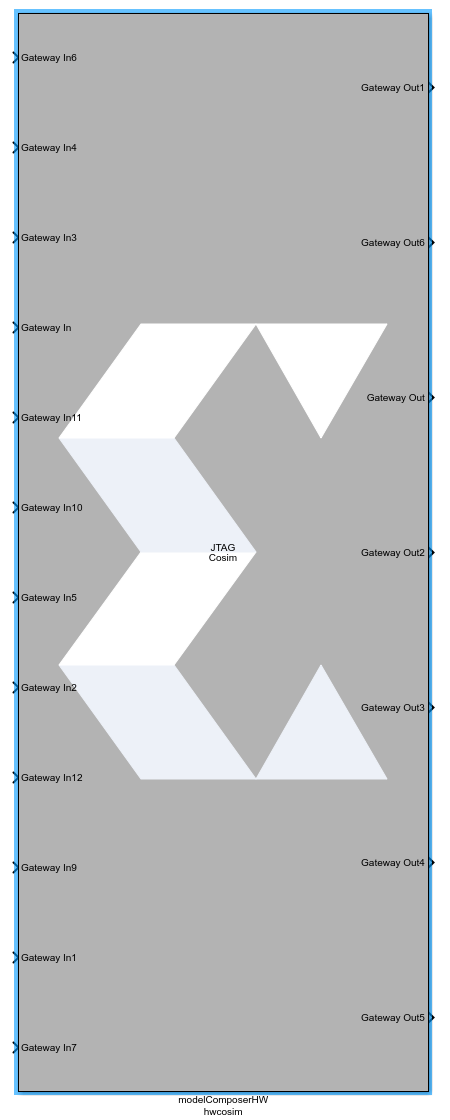 Gateway In6
Gateway Out1
Gateway In4
Gateway In3
Gateway Out6
Gateway In
Gateway Out
Gateway In11
Gateway In10
JTAG
Cosim
Gateway Out2
Gateway In5
Gateway In2
Gateway Out3
Gateway In12
Gateway In9
Gateway Out4
Gateway In1
Gateway Out5
Gateway In7
modelComposerHW
hwcosim